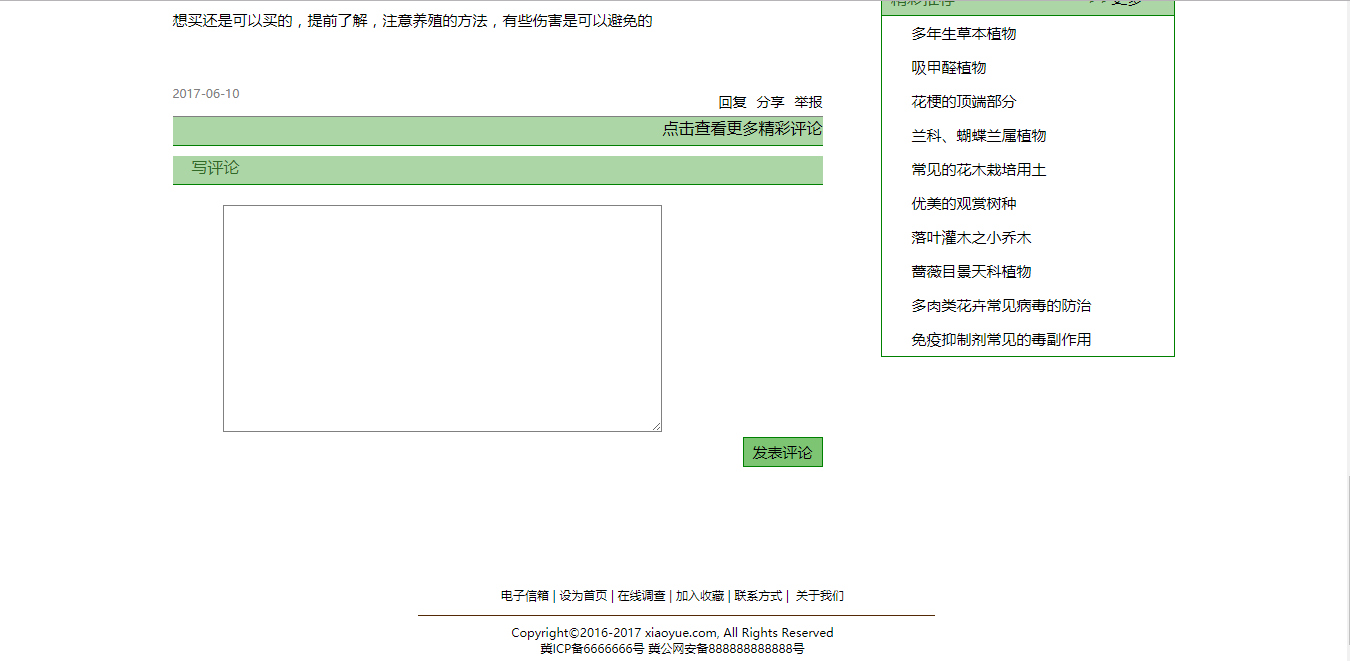 想买还是可以买的，提前了解，注意养殖的方法，有些伤害是可以避免的
2017-06-10
回复 分享 举报
点击查看更多精彩评论
写评论
发表评论
精彩推荐 >>更多
多年生草本植物
吸甲醛植物
花梗的顶端部分
兰科、蝴蝶兰属植物
常见的花木栽培用土
优美的观赏树种
落叶灌木之小乔木
蔷薇目景天科植物
多肉类花卉常见病毒的防治
免疫抑制剂常见的毒副作用
电子信箱 | 设为首页 | 在线调查 | 加入收藏 | 联系方式 | 关于我们
Copyright©2016-2017 xiaoyue.com, All Rights Reserved
冀ICP备6666666号 冀公网安备888888888888号